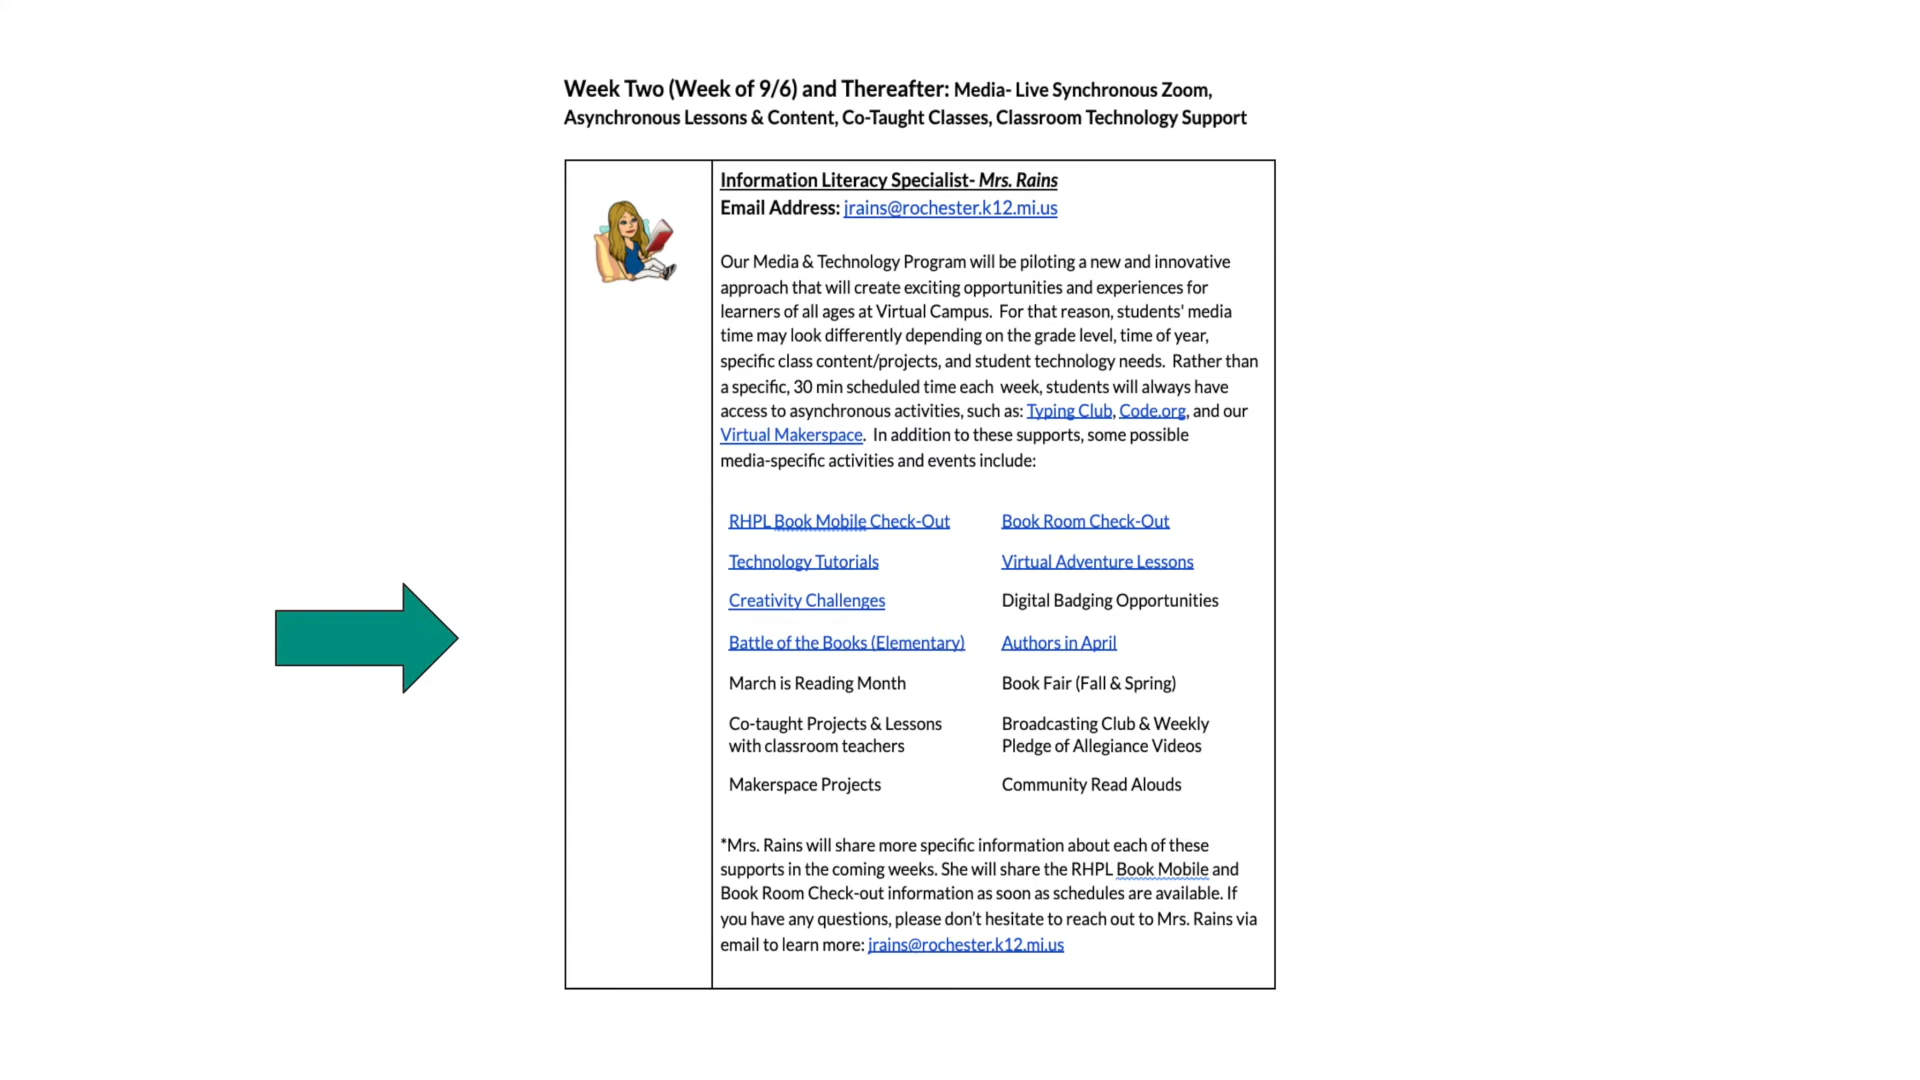 Week Two (Week of 9/6) and Thereafter: Media- Live Synchronous Zoom,
Asynchronous Lessons & Content, Co-Taught Classes, Classroom Technology Support
Information Literacy Specialist- Mrs. Rains
Email Address: jrains@rochester.k12.mi.us
Our Media & Technology Program will be piloting a new and innovative
approach that will create exciting opportunities and experiences for
learners of all ages at Virtual Campus. For that reason, students' media
time may look differently depending on the grade level, time of year,
specific class content/projects, and student technology needs. Rather than
a specific, 30 min scheduled time each week, students will always have
access to asynchronous activities, such as: Typing Club, Code.org, and our
Virtual Makerspace. In addition to these supports, some possible
media-specific activities and events include:
RHPL Book Mobile Check-Out
Book Room Check-Out
Technology Tutorials
Virtual Adventure Lessons
Creativity Challenges
Digital Badging Opportunities
Battle of the Books (Elementary)
Authors in April
March is Reading Month
Book Fair (Fall & Spring)
Co-taught Projects & Lessons
with classroom teachers
Broadcasting Club & Weekly
Pledge of Allegiance Videos
Makerspace Projects
Community Read Alouds
*Mrs. Rains will share more specific information about each of these
supports in the coming weeks. She will share the RHPL Book Mobile and
Book Room Check-out information as soon as schedules are available. If
you have any questions, please don't hesitate to reach out to Mrs. Rains via
email to learn more: jrains@rochester.k12.mi.us